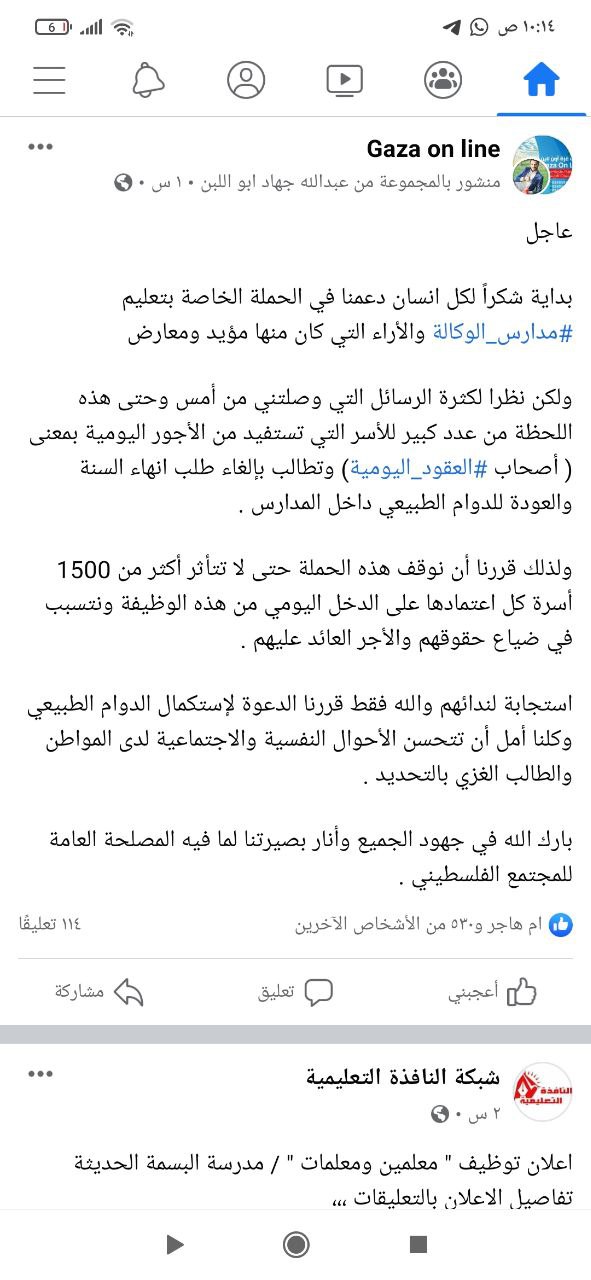 ١٠:١٤ ص
6
Gaza on line
منشور بالمجموعة من عبدالله جهاد ابو اللبن • ١ س •
عاجل
بداية شكراً لكل انسان دعمنا في الحملة الخاصة بتعليم
#مدارس_الوكالة والأراء التي كان منها مؤيد ومعارض
ولكن نظرا لكثرة الرسائل التي وصلتني من أمس وحتى هذه
اللحظة من عدد كبير للأسر التي تستفيد من الأجور اليومية بمعنى
( أصحاب #العقود_اليومية) وتطالب بإلغاء طلب انهاء السنة
والعودة للدوام الطبيعي داخل المدارس .
ولذلك قررنا أن نوقف هذه الحملة حتى لا تتأثر أكثر من 1500
أسرة كل اعتمادها على الدخل اليومي من هذه الوظيفة ونتسبب
في ضياع حقوقهم والأجر العائد عليهم .
استجابة لندائهم والله فقط قررنا الدعوة لإستكمال الدوام الطبيعي
وكلنا أمل أن تتحسن الأحوال النفسية والاجتماعية لدى المواطن
والطالب الغزي بالتحديد .
بارك الله في جهود الجميع وأنار بصيرتنا لما فيه المصلحة العامة
للمجتمع الفلسطيني .
ام هاجر و٥٣٠ من الأشخاص الآخرين
١١٤ تعليقًا
أعجبني
تعليق
مشاركة
شبكة النافذة التعليمية
النافذة
التعليمية
٢ س •
اعلان توظيف " معلمين ومعلمات " / مدرسة البسمة الحديثة
تفاصيل الاعلان بالتعليقات ,,,